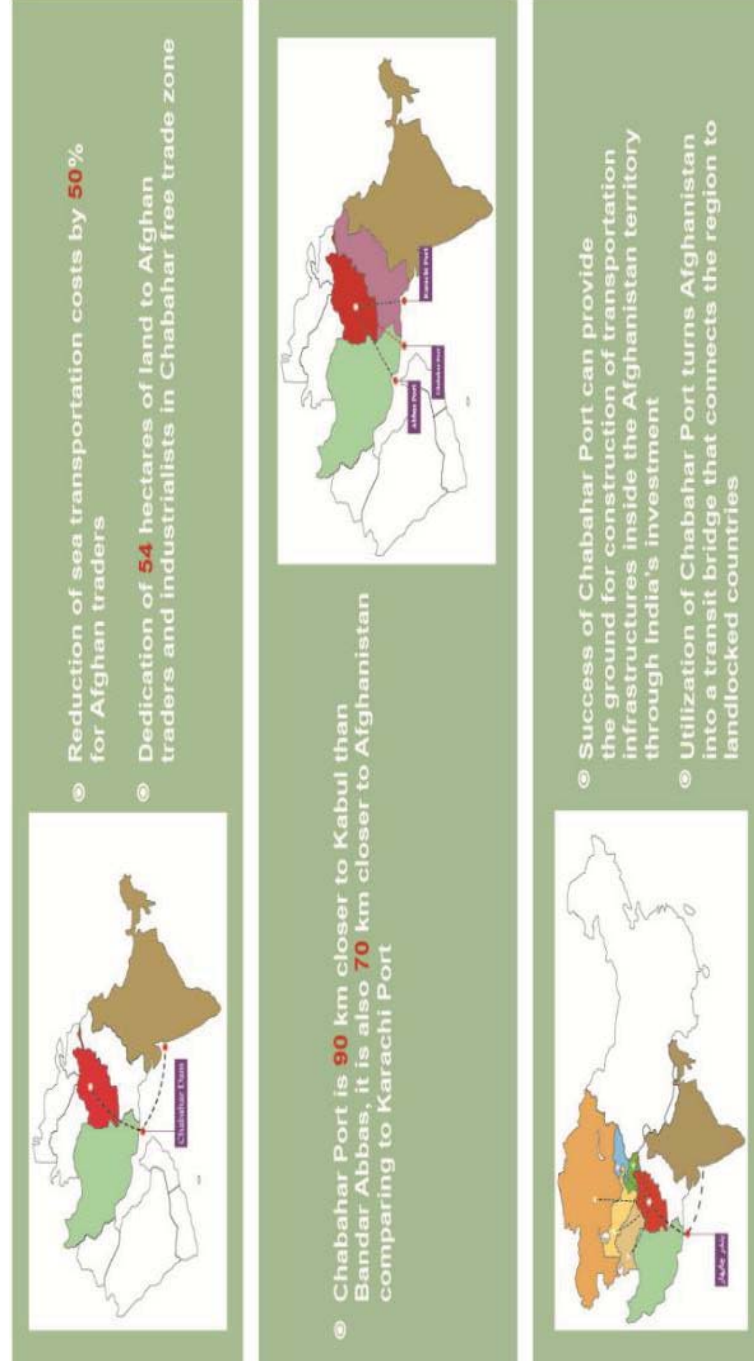 Reduction of sea transportation costs by 50%
for Afghan traders
Dedication of 54 hectares of land to Afghan
traders and industrialists in Chabahar free trade zone
Chabahar Dam
Chabahar Port is 90 km closer to Kabul than
Bandar Abbas, it is also 70 km closer to Afghanistan
comparing to Karachi Port
Abbas Port
Chabahar Port
Karachi Port
Success of Chabahar Port can provide
the ground for construction of transportation
infrastructures inside the Afghanistan territory
through India's investment
Utilization of Chabahar Port turns Afghanistan
into a transit bridge that connects the region to
landlocked countries
بندر چابهار